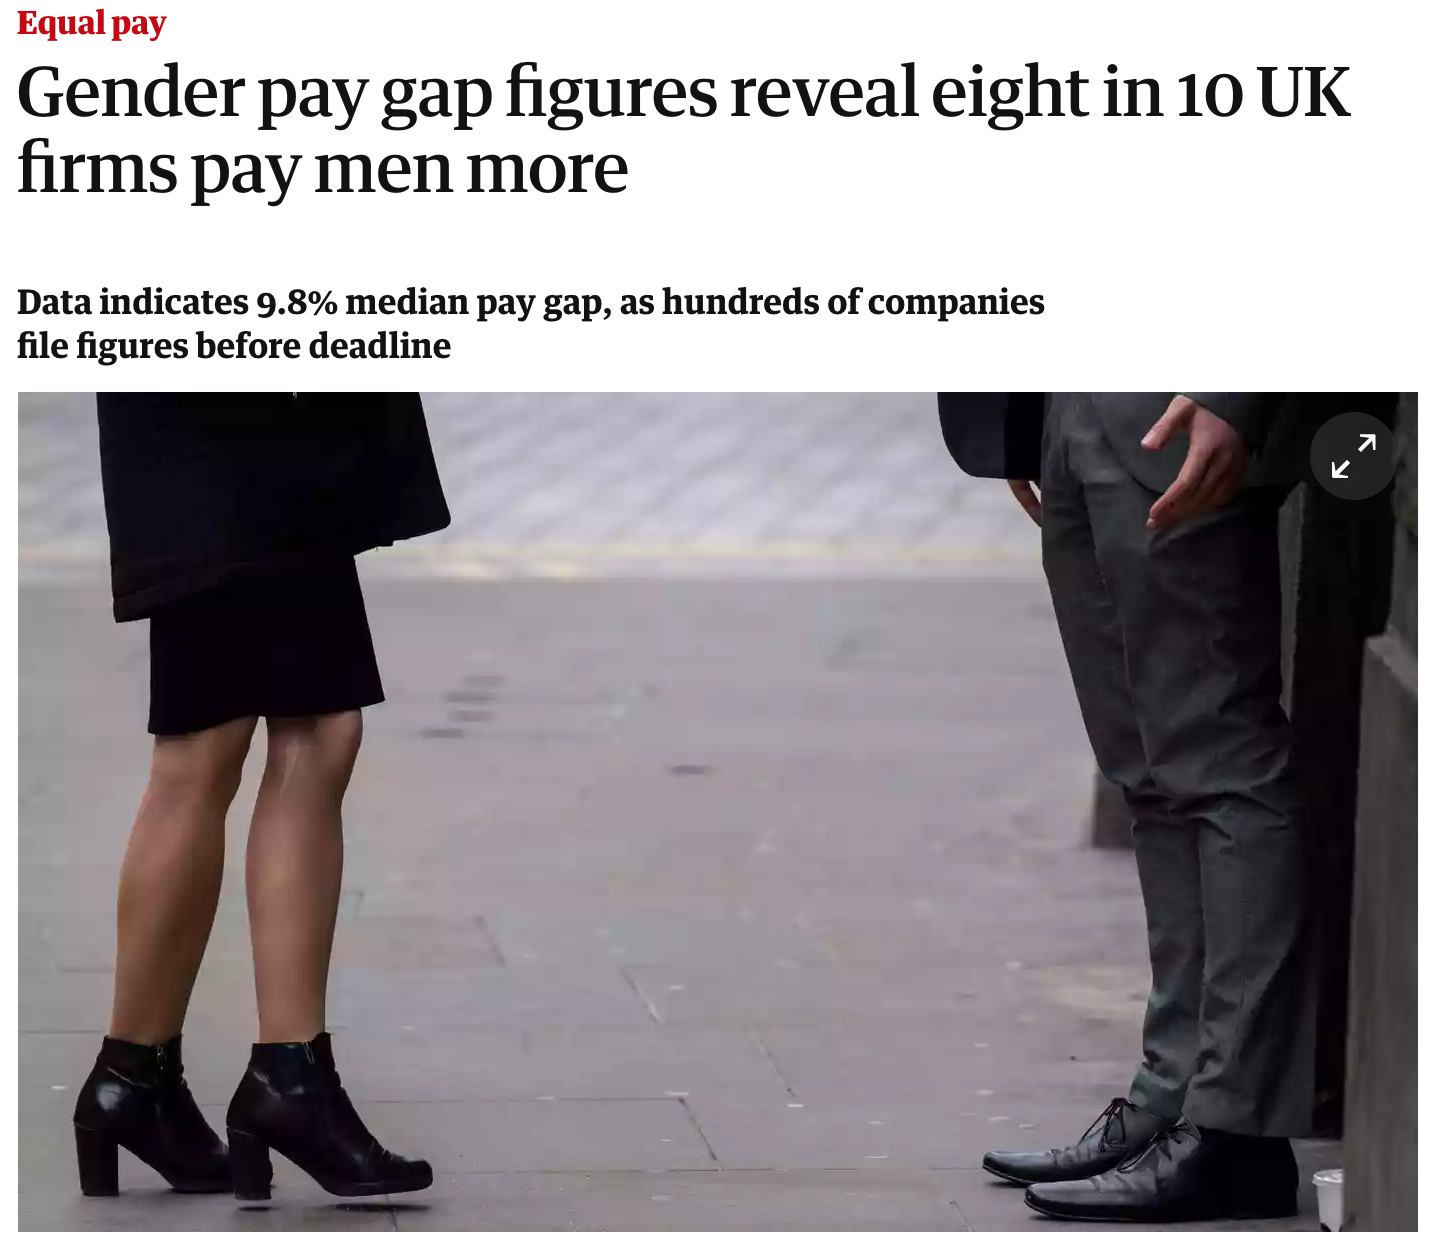 Equal pay
Gender pay gap figures reveal eight in 10 UK
firms pay men more
Data indicates 9.8% median pay gap, as hundreds of companies
file figures before deadline